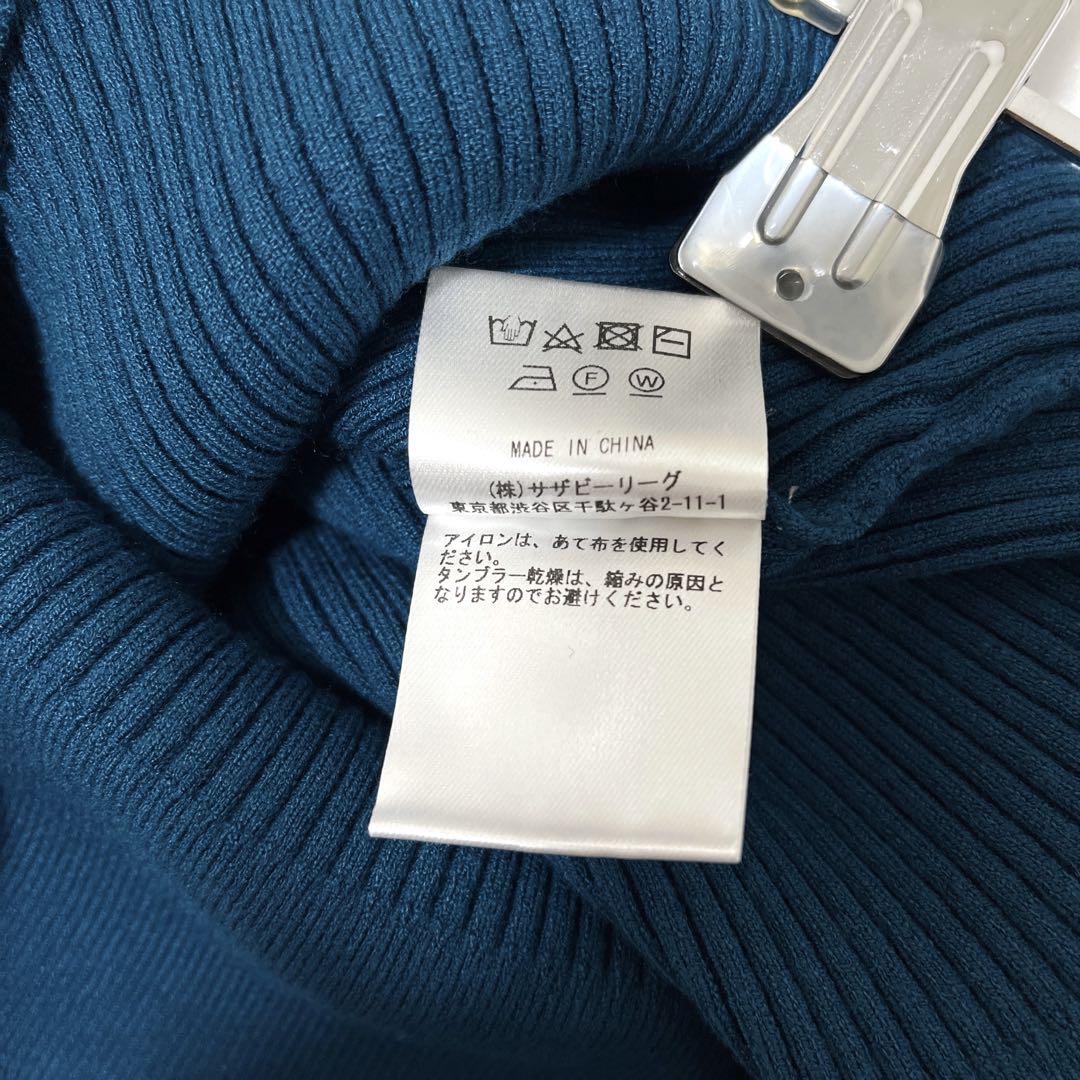 F W
MADE IN CHINA
(株)サザビーリーグ
東京都渋谷区千駄ヶ谷2-11-1
アイロンは、あて布を使用してく
ださい。
タンブラー乾燥は、縮みの原因と
なりますのでお避けください。